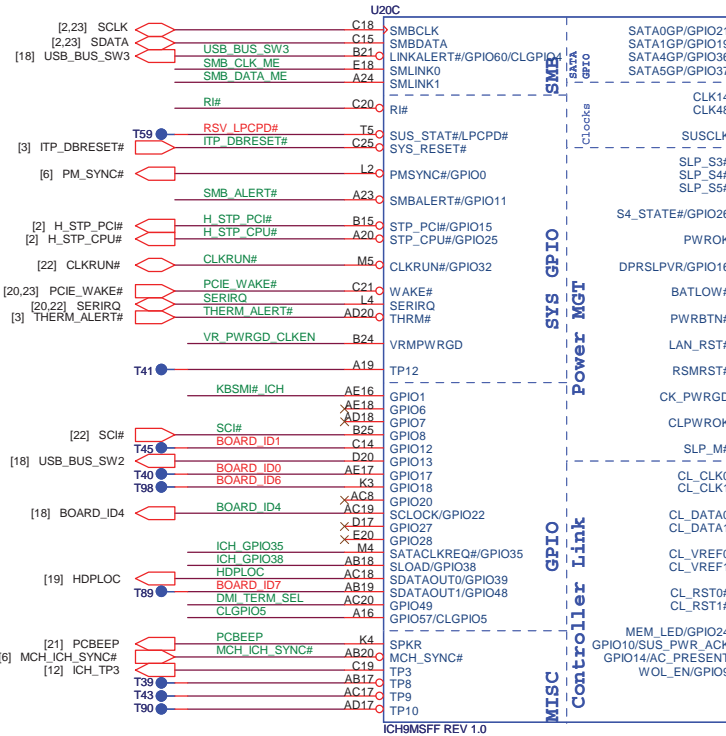 U20C
[2,23] SCLK C18 SMBCLK SATA0GP/GPIO21
[2,23] SDATA C15 SMBDATA SATA1GP/GPIO19
[18] USB_BUS_SW3 USB_BUS_SW3 B21 LINKALERT#/GPIO60/CLGPIO4 SATA4GP/GPIO36
SMB_CLK_ME E18 SMLINK0 SATA5GP/GPIO37
SMB_DATA_ME A24 SMLINK1
SMB
SATA
GPIO
RI# C20 RI# CLK14
CLK48
Clocks
RSV_LPCPD# T59 T5 SUS_STAT#/LPCPD# SUSCLK
[3] ITP_DBRESET# ITP_DBRESET# C25 SYS_RESET#
SLP_S3#
[6] PM_SYNC# L2 PMSYNC#/GPIO0 SLP_S4#
SLP_S5#
SMB_ALERT# A23 SMBALERT#/GPIO11
S4_STATE#/GPIO26
[2] H_STP_PCI# H_STP_PCI# B15 STP_PCI#/GPIO15
[2] H_STP_CPU# H_STP_CPU# A20 STP_CPU#/GPIO25 PWROK
[22] CLKRUN# CLKRUN# M5 CLKRUN#/GPIO32 DPRSLPVR/GPIO16
[20,23] PCIE_WAKE# PCIE_WAKE# C21 WAKE# BATLOW#
[20,22] SERIRQ SERIRQ L4 SERIRQ
[3] THERM_ALERT# THERM_ALERT# AD20 THRM# PWRBTN#
SYS GPIO
Power MGT
VR_PWRGD_CLKEN B24 VRMPWRGD LAN_RST#
T41 A19 TP12 RSMRST#
KBSMI#_ICH AE16 GPIO1 CK_PWRGD
AE18 GPIO6
AD18 GPIO7 CLPWROK
[22] SCI# SCI# B25 GPIO8
T45 BOARD_ID1 C14 GPIO12 SLP_M#
[18] USB_BUS_SW2 D20 GPIO13
T40 BOARD_ID0 AE17 GPIO17 CL_CLK0
T98 BOARD_ID6 K3 GPIO18 CL_CLK1
AC8 GPIO20
[18] BOARD_ID4 BOARD_ID4 AC19 SCLOCK/GPIO22 CL_DATA0
D17 GPIO27 CL_DATA1
E20 GPIO28
ICH_GPIO35 M4 SATACLKREQ#/GPIO35 CL_VREF0
ICH_GPIO38 AB18 SLOAD/GPIO38 CL_VREF1
[19] HDPLOC HDPLOC AC18 SDATAOUT0/GPIO39
T89 BOARD_ID7 AB19 SDATAOUT1/GPIO48 CL_RST0#
DMI_TERM_SEL AC20 GPIO49 CL_RST1#
CLGPIO5 A16 GPIO57/CLGPIO5
GPIO
Controller Link
MEM_LED/GPIO24
[21] PCBEEP PCBEEP K4 SPKR GPIO10/SUS_PWR_ACK
[6] MCH_ICH_SYNC# MCH_ICH_SYNC# AB20 MCH_SYNC# GPIO14/AC_PRESENT
[12] ICH_TP3 C19 TP3 WOL_EN/GPIO9
T39 AB17 TP8
T43 AC17 TP9
T90 AD17 TP10
MISC
ICH9MSFF REV 1.0